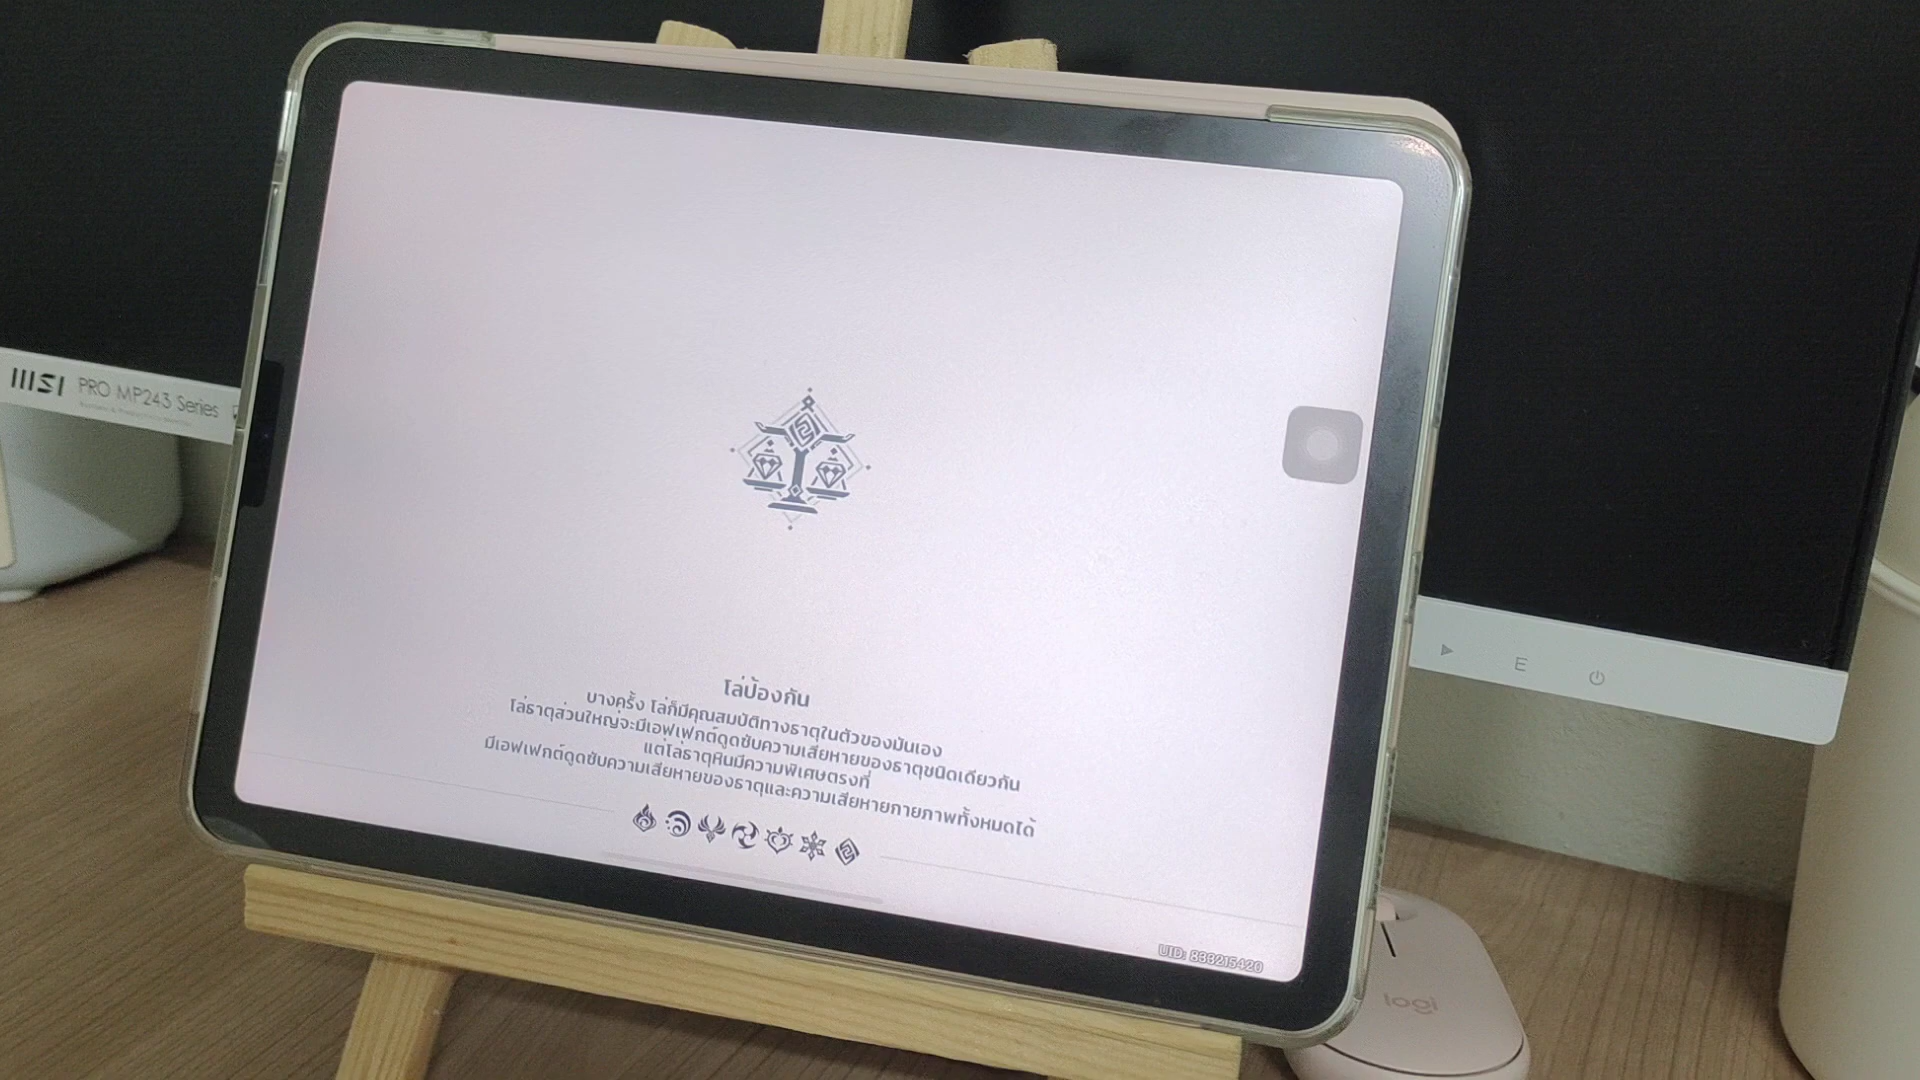 msi PRO MP243 Series
โล่ป้องกัน
บางครั้ง โล่ก็มีคุณสมบัติทางธาตุในตัวของมันเอง
โล่ธาตุส่วนใหญ่จะมีเอฟเฟกต์ดูดซับความเสียหายของธาตุชนิดเดียวกัน
แต่โล่ธาตุหินมีความพิเศษตรงที่
มีเอฟเฟกต์ดูดซับความเสียหายของธาตุและความเสียหายกายภาพทั้งหมดได้
UID: 833215420
E
logi